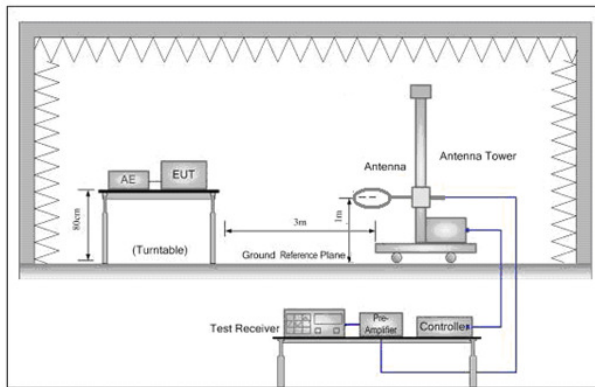 Antenna Tower
Antenna
AE
EUT
80cm
(Turntable)
3m
1m
Ground Reference Plane
Test Receiver
Pre-
Amplifier
Controller